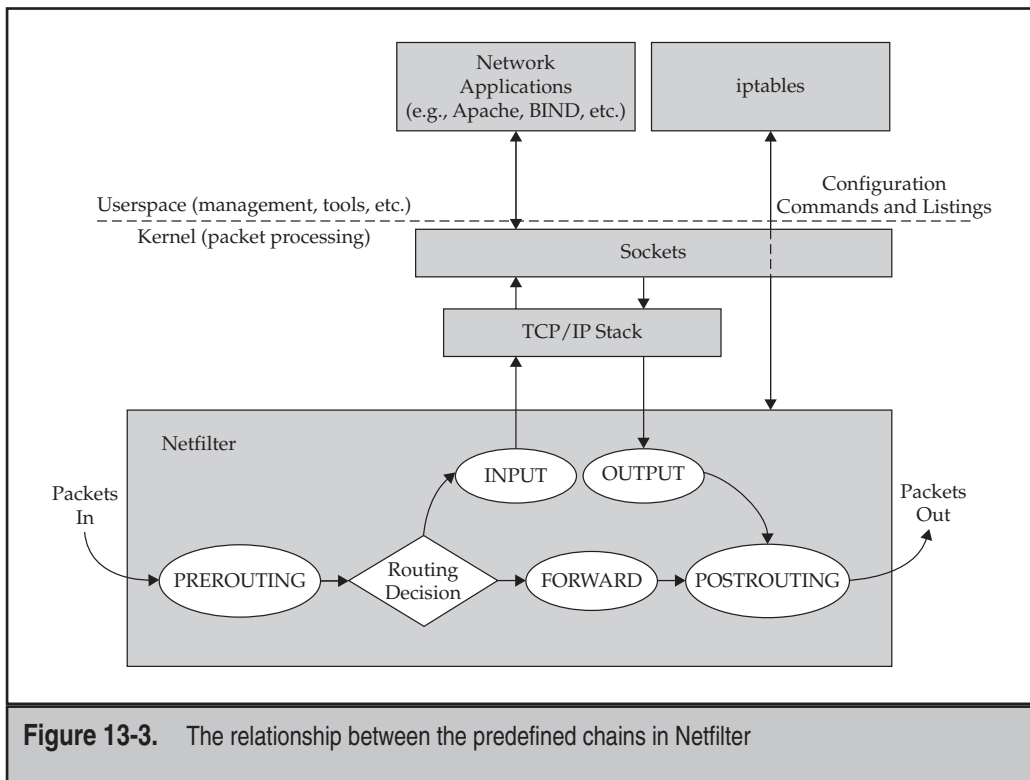 Network
Applications
(e.g., Apache, BIND, etc.)
iptables
Userspace (management, tools, etc.)
Configuration
Commands and Listings
Kernel (packet processing)
Sockets
TCP/IP Stack
Netfilter
Packets
In
INPUT
OUTPUT
Packets
Out
PREROUTING
Routing
Decision
FORWARD
POSTROUTING
Figure 13-3. The relationship between the predefined chains in Netfilter